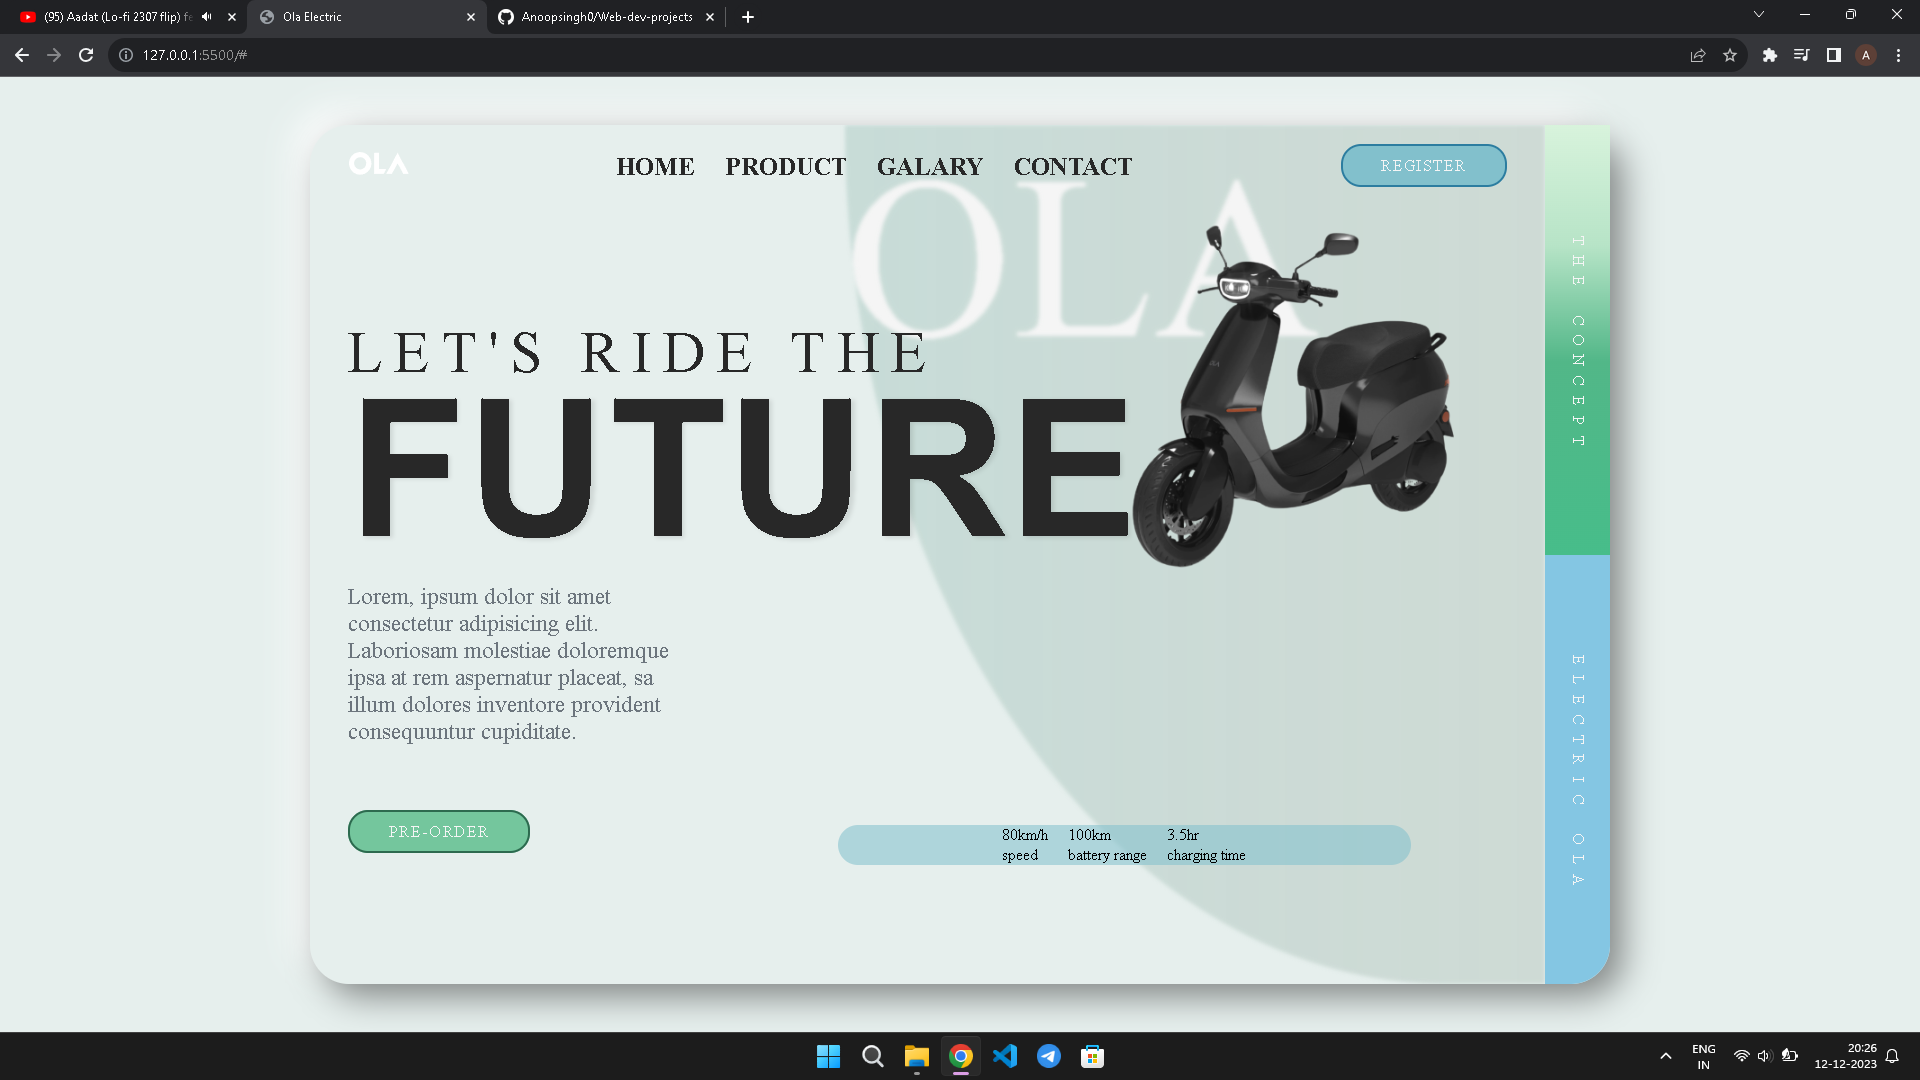 (95) Aadat (Lo-fi 2307 flip) fe
Ola Electric
Anoopsingh0/Web-dev-projects
127.0.0.1:5500/#
A
OLA
HOME PRODUCT GALARY CONTACT
REGISTER
OLA
LET'S RIDE THE
FUTURE
Lorem, ipsum dolor sit amet
consectetur adipisicing elit.
Laboriosam molestiae doloremque
ipsa at rem aspernatur placeat, sa
illum dolores inventore provident
consequuntur cupiditate.
PRE-ORDER
80km/h 100km 3.5hr
speed battery range charging time
THE CONCEPT
ELECTRIC OLA
ENG
IN
20:26
12-12-2023